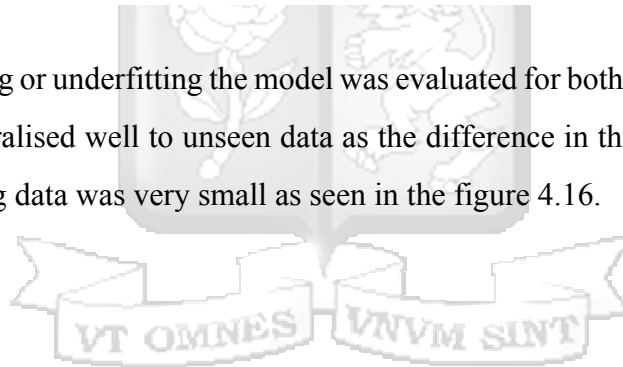 g or underfitting the model was evaluated for both
ralised well to unseen data as the difference in th
g data was very small as seen in the figure 4.16.
VT OMNES VNVM SINT